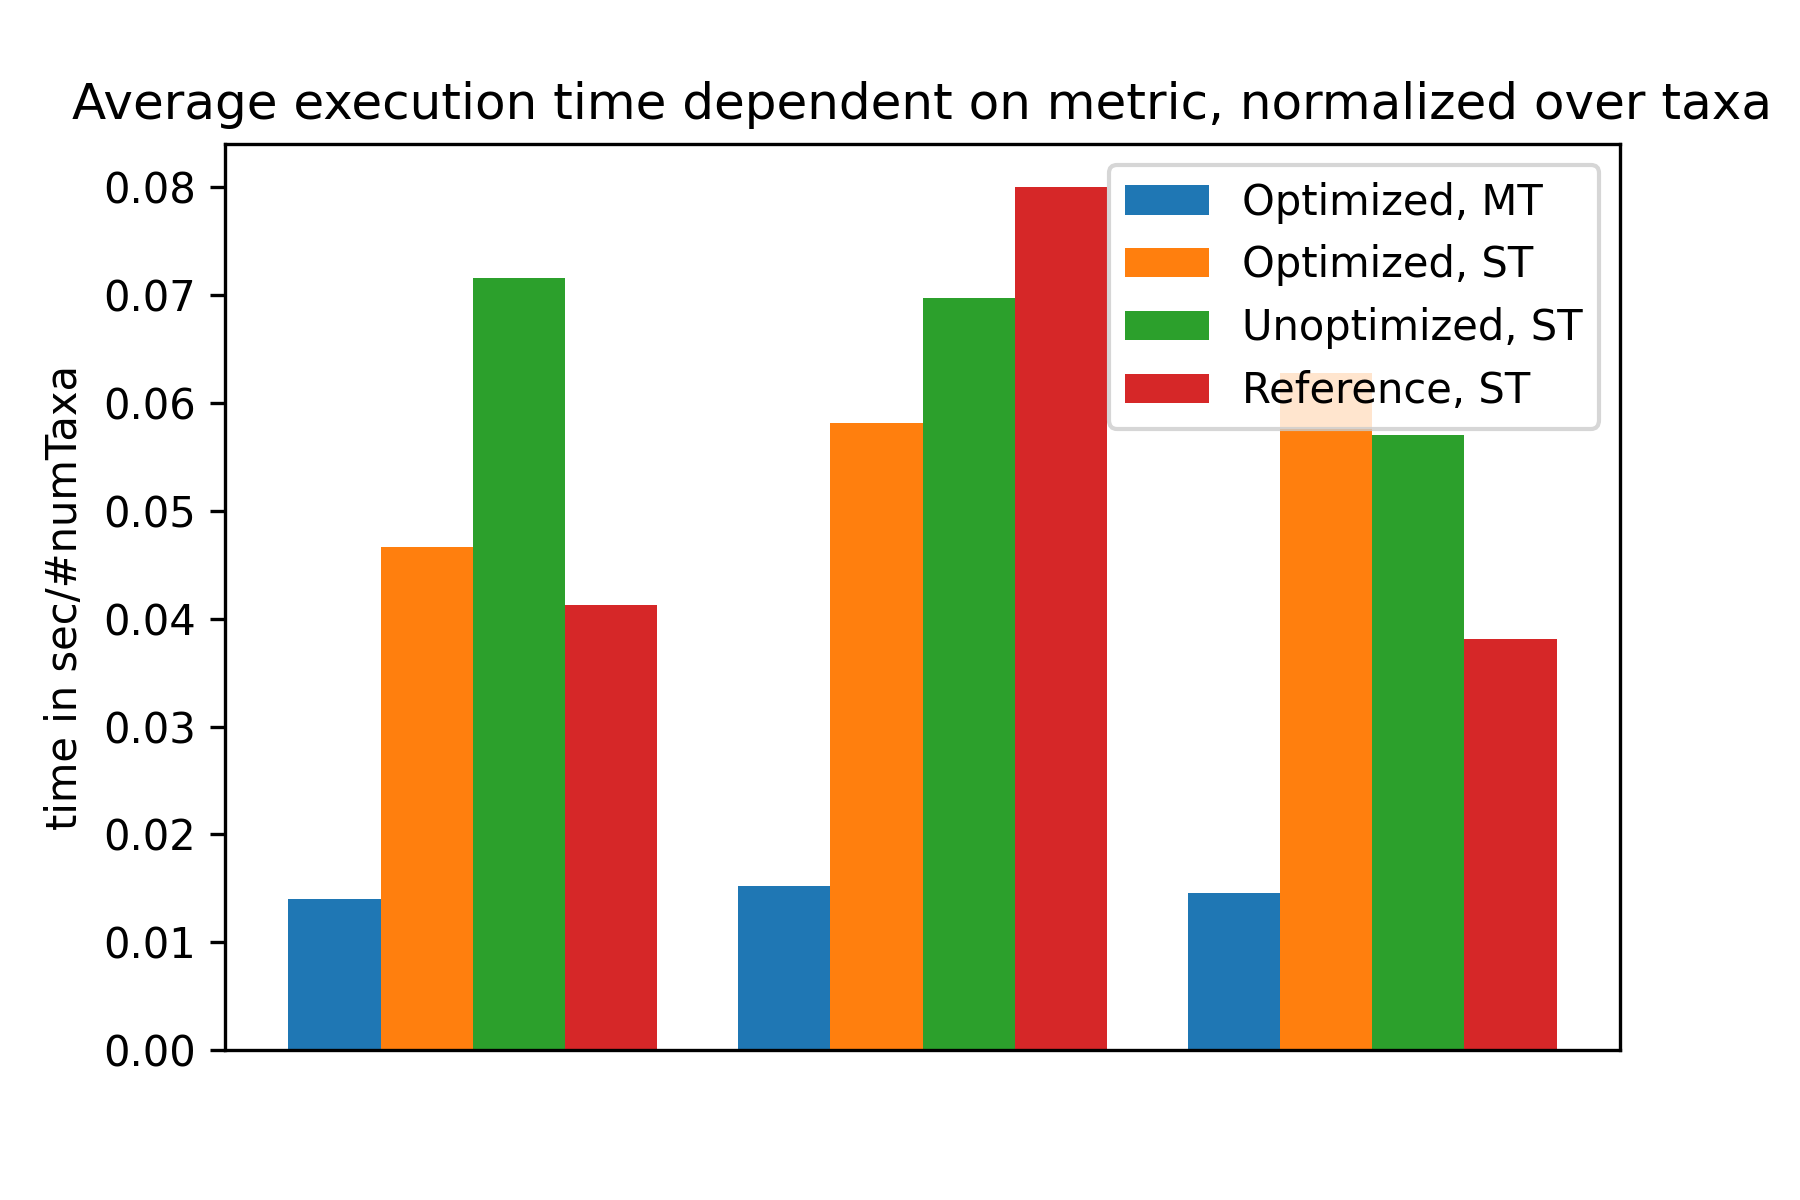 Average execution time dependent on metric, normalized over taxa
time in sec/#numTaxa
0.08
0.07
0.06
0.05
0.04
0.03
0.02
0.01
0.00
Optimized, MT
Optimized, ST
Unoptimized, ST
Reference, ST